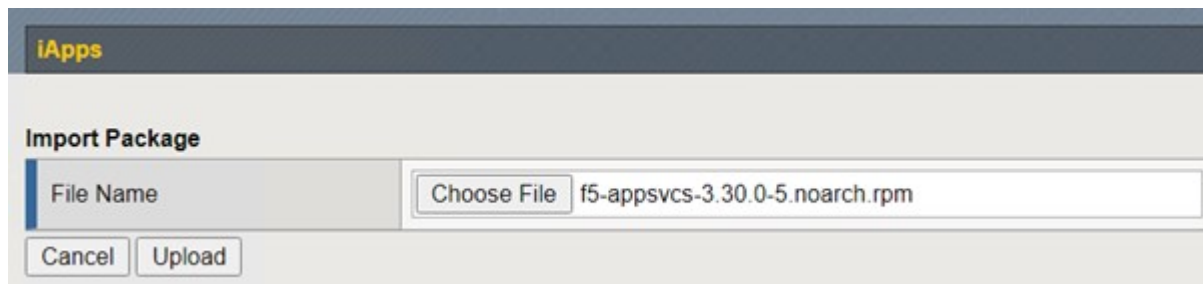 iApps
Import Package
File Name Choose File f5-appsvcs-3.30.0-5.noarch.rpm
Cancel Upload